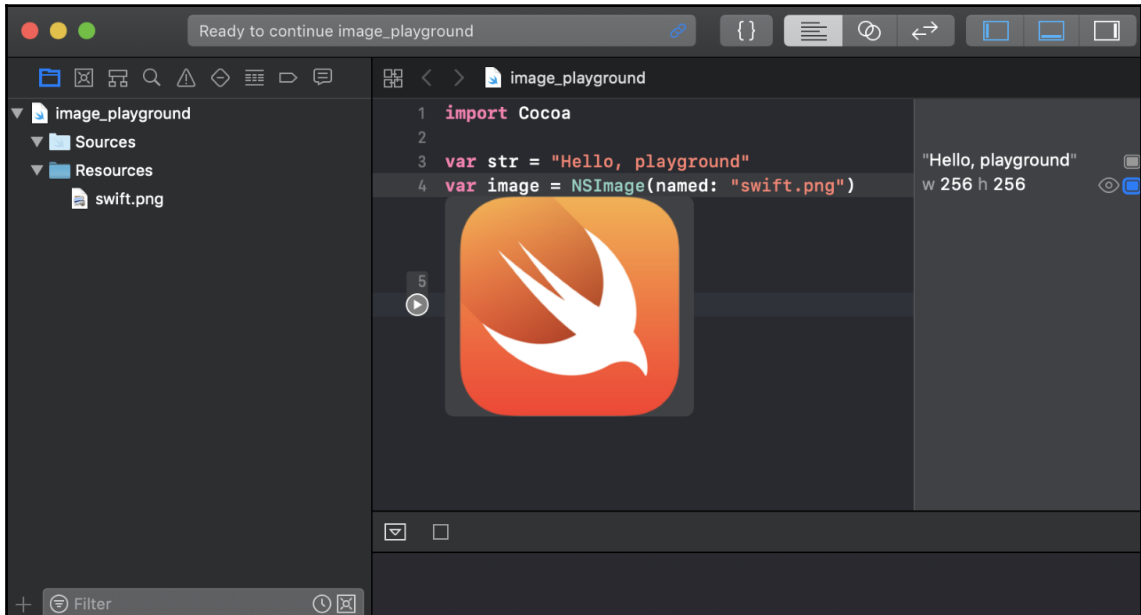 Ready to continue image_playground
{}
image_playground
image_playground
Sources
Resources
swift.png
1 import Cocoa
2
3 var str = "Hello, playground"
4 var image = NSImage(named: "swift.png")
5
"Hello, playground"
w 256 h 256
Filter